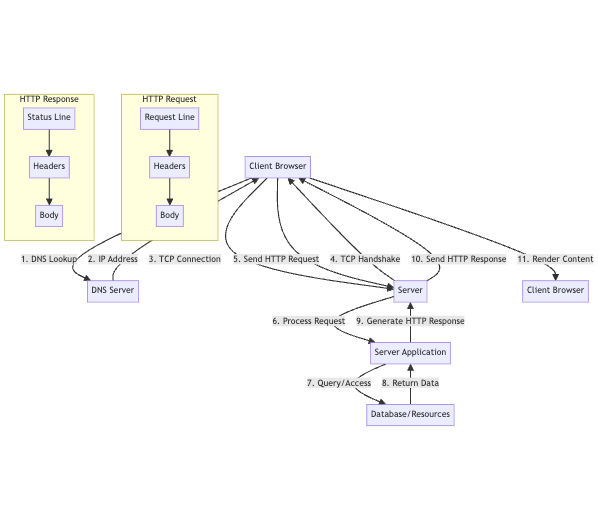 HTTP Response
HTTP Request
Status Line
Request Line
Headers
Headers
Client Browser
Body
Body
1. DNS Lookup
2. IP Address
3. TCP Connection
5. Send HTTP Request
4. TCP Handshake
10. Send HTTP Response
11. Render Content
DNS Server
Server
Client Browser
6. Process Request
9. Generate HTTP Response
Server Application
7. Query/Access
8. Return Data
Database/Resources